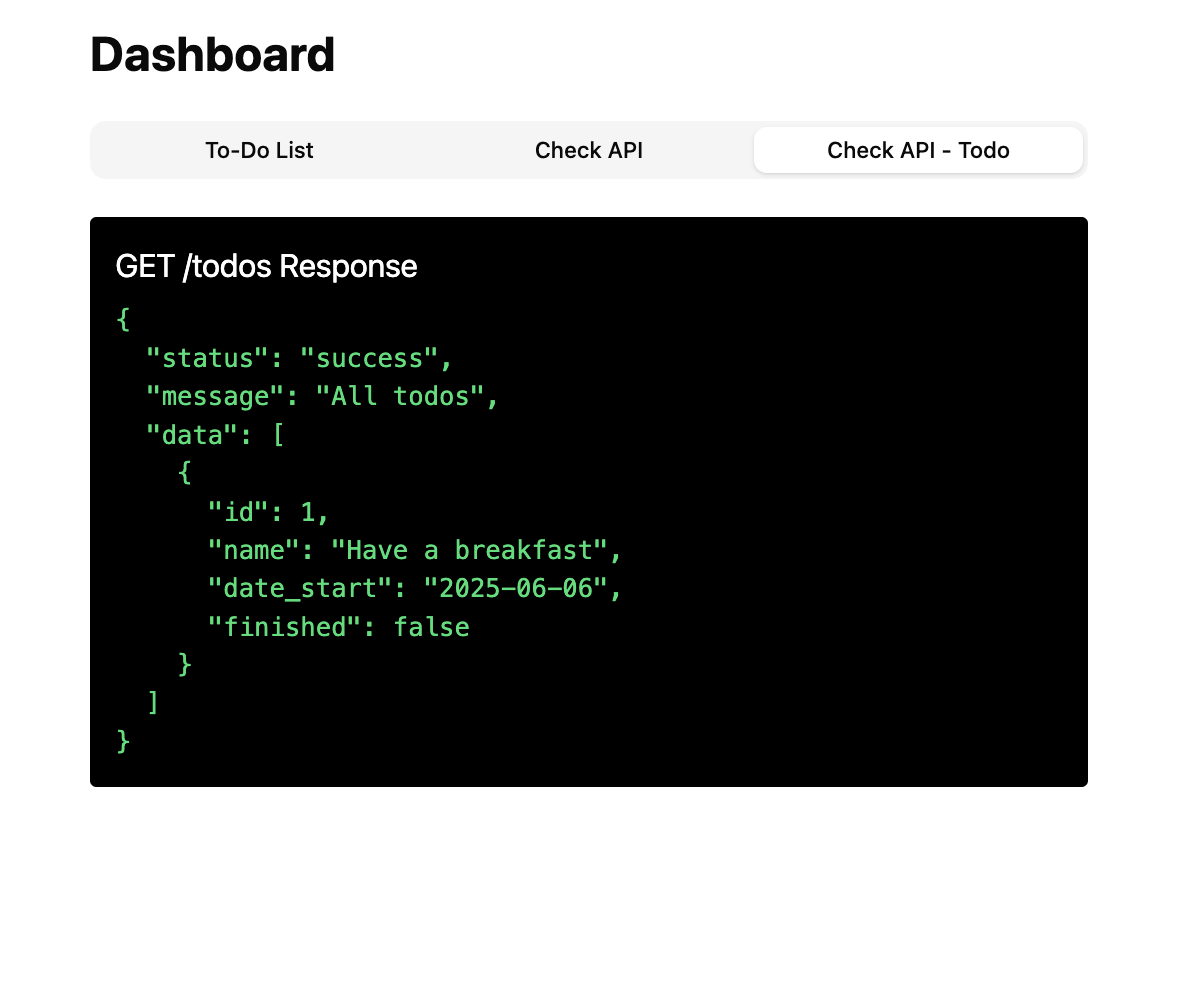 Dashboard
To-Do List
Check API
Check API - Todo
GET /todos Response
{
  "status": "success",
  "message": "All todos",
  "data": [
    {
      "id": 1,
      "name": "Have a breakfast",
      "date_start": "2025-06-06",
      "finished": false
    }
  ]
}